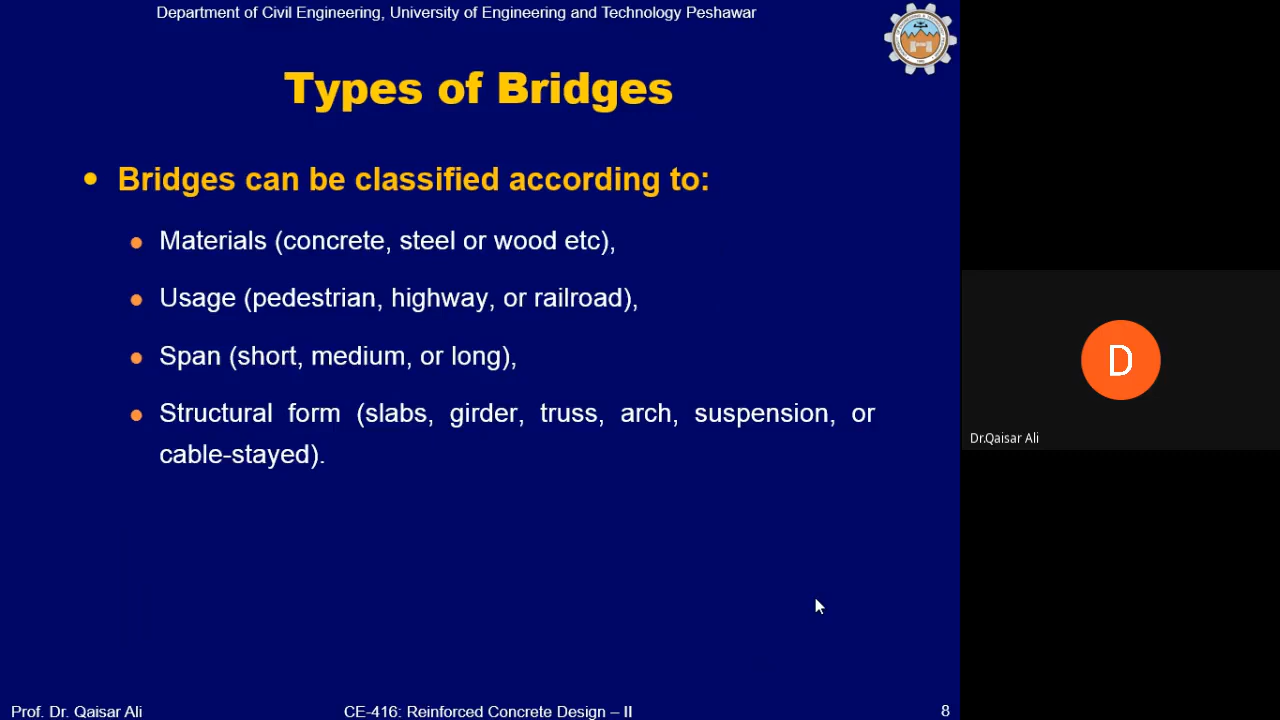 Department of Civil Engineering, University of Engineering and Technology Peshawar
Types of Bridges
• Bridges can be classified according to:
• Materials (concrete, steel or wood etc),
• Usage (pedestrian, highway, or railroad),
• Span (short, medium, or long),
• Structural form (slabs, girder, truss, arch, suspension, or
cable-stayed).
D
Dr.Qaisar Ali
Prof. Dr. Qaisar Ali
CE-416: Reinforced Concrete Design – II
8